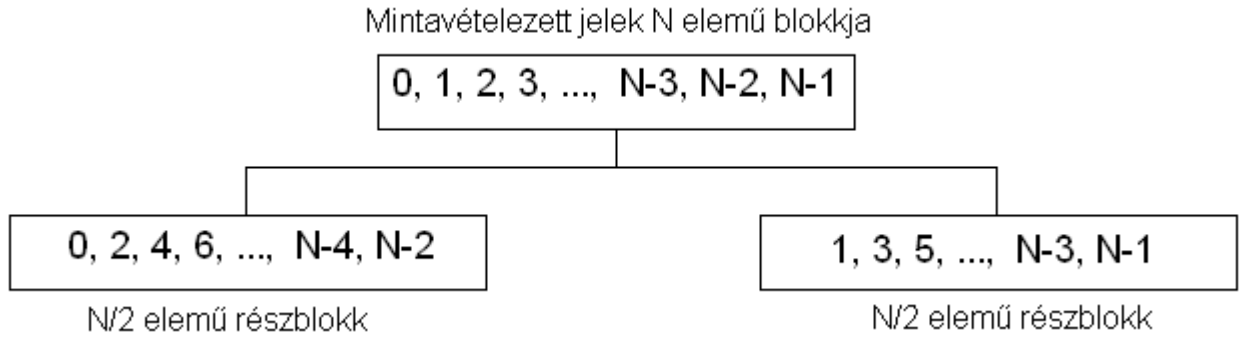 Mintavételezett jelek N elemű blokkja
0, 1, 2, 3, ..., N-3, N-2, N-1
0, 2, 4, 6, ..., N-4, N-2
1, 3, 5, ..., N-3, N-1
N/2 elemű részblokk
N/2 elemű részblokk